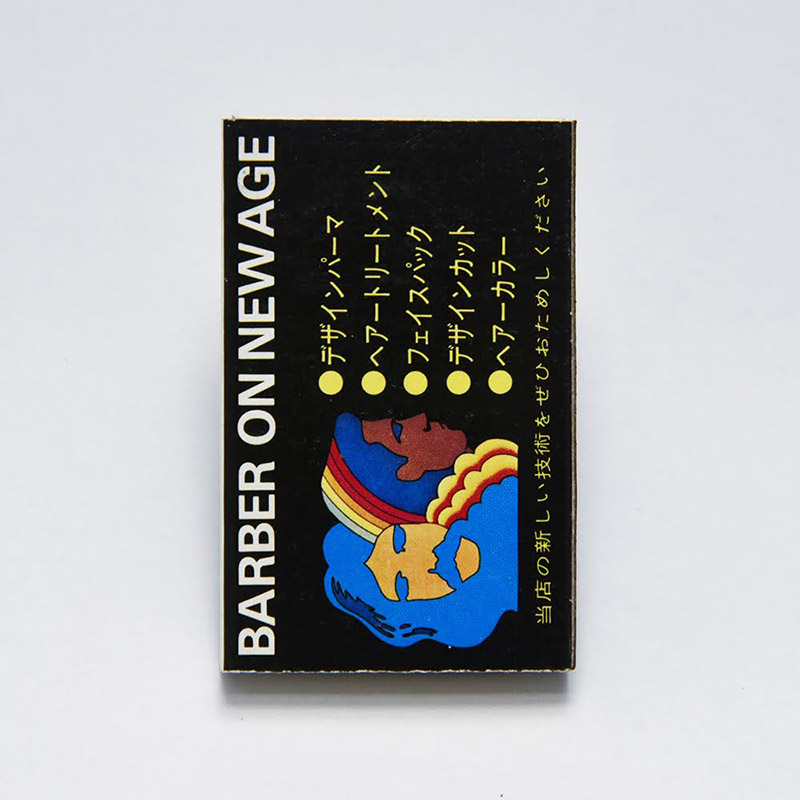 BARBER ON NEW AGE
●デザインパーマ
●ヘアートリートメント
●フェイスパック
●デザインカット
●ヘアーカラー
当店の新しい技術をぜひおためしください